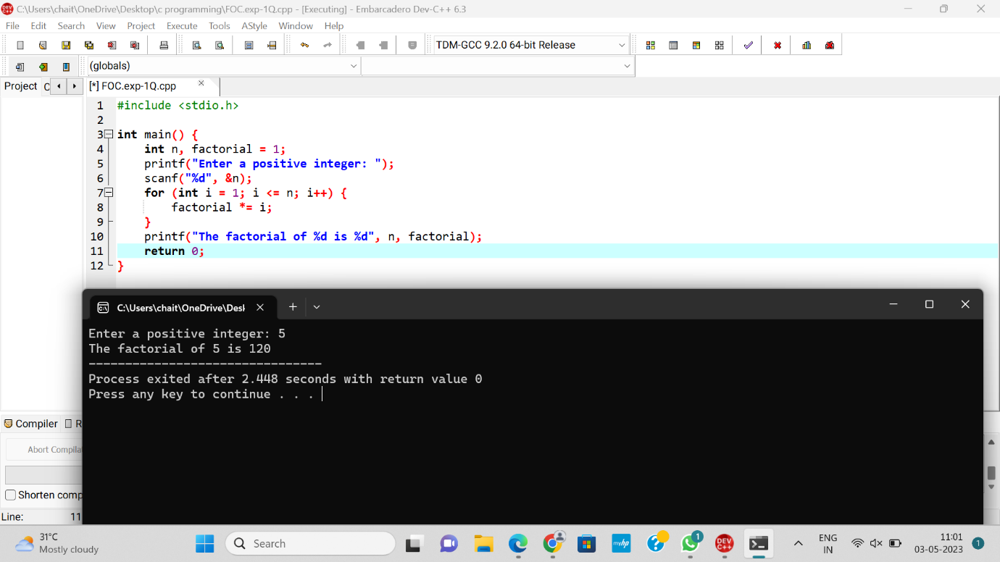 C:\Users\chait\OneDrive\Desktop\c programming\FOC.exp-1Q.cpp - [Executing] - Embarcadero Dev-C++ 6.3
File Edit Search View Project Execute Tools AStyle Window Help
TDM-GCC 9.2.0 64-bit Release
(globals)
Project C [*] FOC.exp-1Q.cpp
1 #include <stdio.h>
2
3 int main() {
4 int n, factorial = 1;
5 printf("Enter a positive integer: ");
6 scanf("%d", &n);
7 for (int i = 1; i <= n; i++) {
8 factorial *= i;
9 }
10 printf("The factorial of %d is %d", n, factorial);
11 return 0;
12 }
C:\Users\chait\OneDrive\Desk
Enter a positive integer: 5
The factorial of 5 is 120
--------------------------------
Process exited after 2.448 seconds with return value 0
Press any key to continue . . .
Compiler R
Abort Compilat
Shorten comp
Line: 11
31°C
Mostly cloudy
Search
myhp
1
DEV C++
ENG
IN
11:01
03-05-2023
1